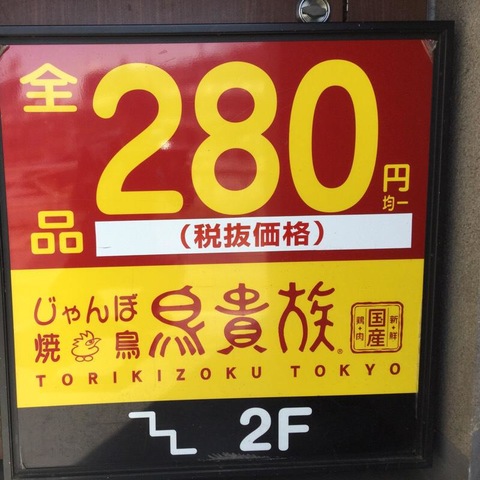 全品 280 円 均一
(税抜価格)
じゃんぼ
焼鳥 鳥貴族®
国産 新・鮮 鶏・肉
TORIKIZOKU TOKYO
2F